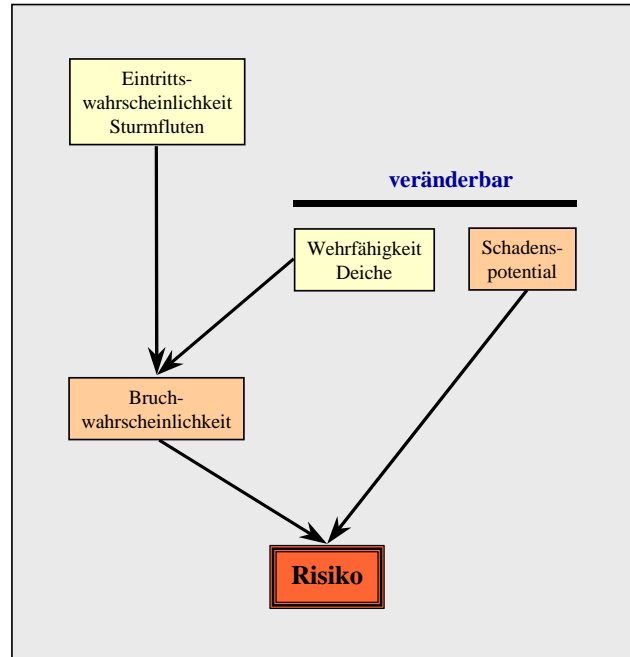 Eintritts-
wahrscheinlichkeit
Sturmfluten
veränderbar
Wehrfähigkeit
Deiche
Schadens-
potential
Bruch-
wahrscheinlichkeit
Risiko